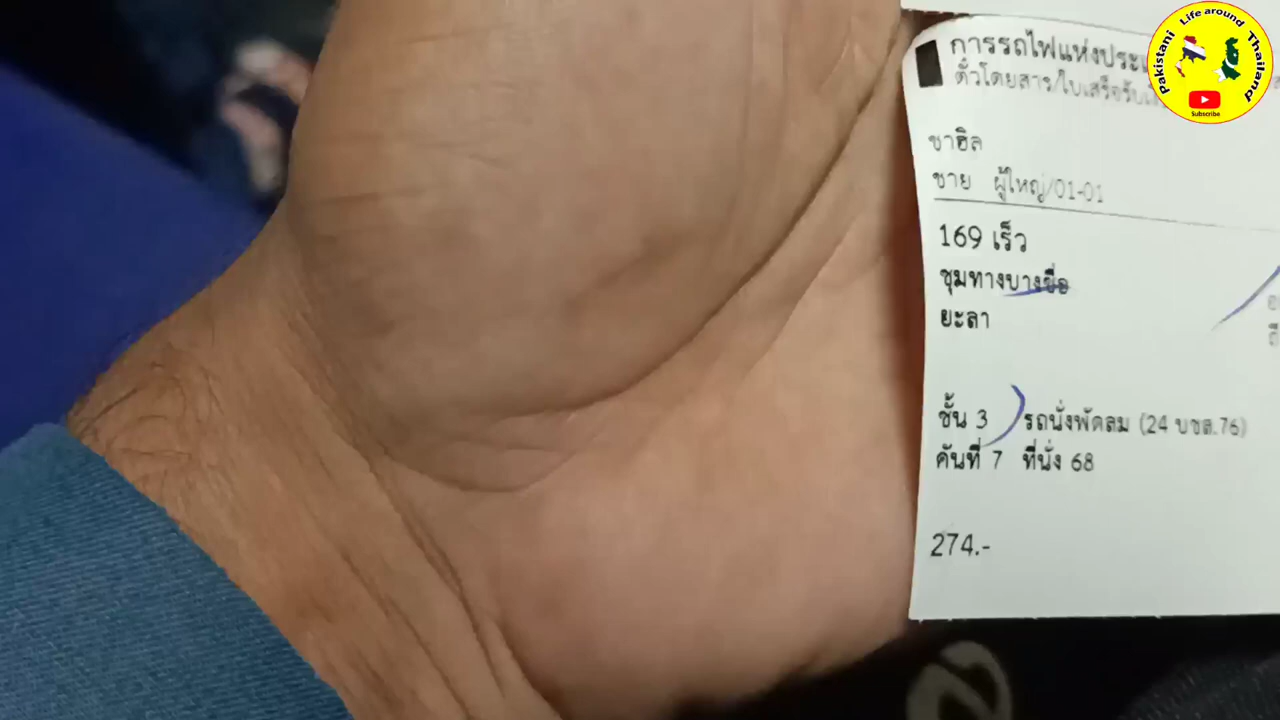 การรถไฟแห่งประเ
ตั๋วโดยสาร/ใบเสร็จรับเ
ซาฮิล
ชาย ผู้ใหญ่/01-01
169 เร็ว
ชุมทางบางซื่อ
ยะลา
ชั้น 3 รถนั่งพัดลม (24 บชส.76)
คันที่ 7 ที่นั่ง 68
274.-
Pakistani Life around Thailand
Subscribe